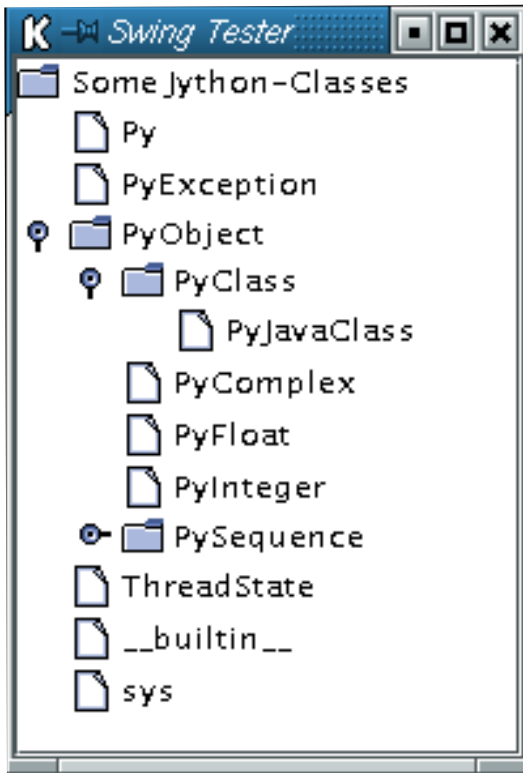 Swing Tester
Some Jython-Classes
Py
PyException
PyObject
PyClass
PyJavaClass
PyComplex
PyFloat
PyInteger
PySequence
ThreadState
__builtin__
sys